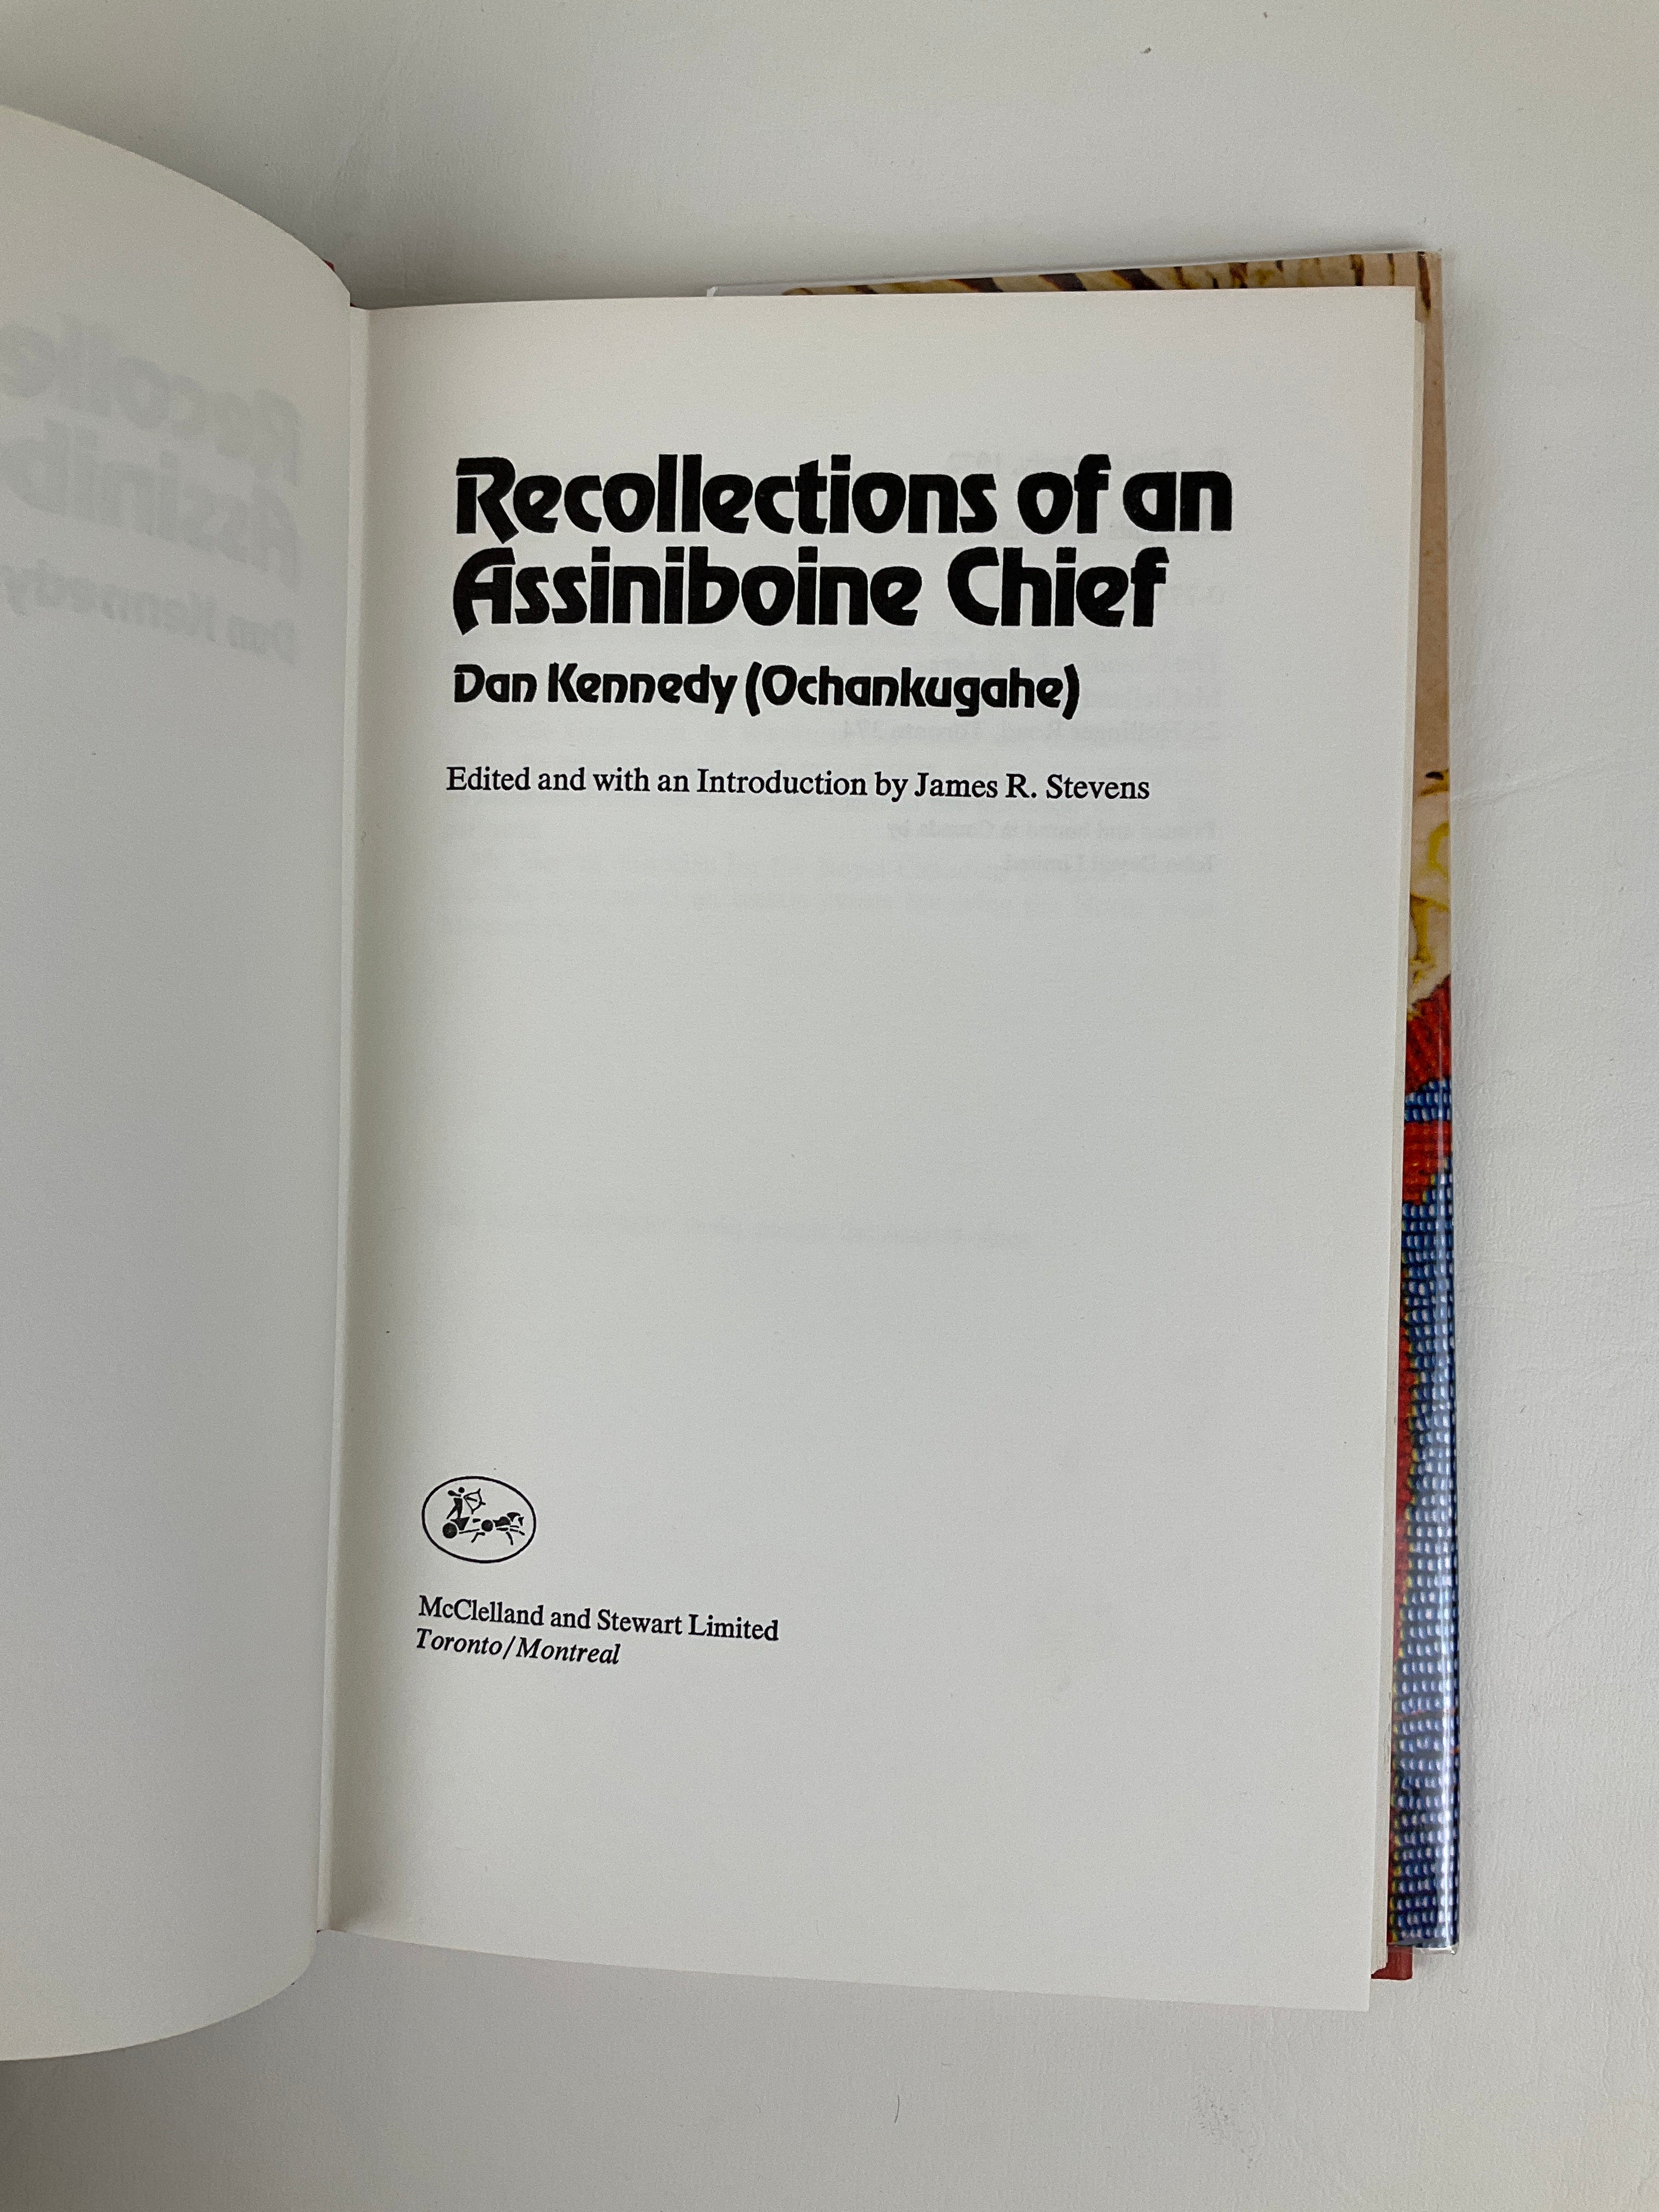 Recollections of an
Assiniboine Chief
Dan Kennedy (Ochankugahe)
Edited and with an Introduction by James R. Stevens
McClelland and Stewart Limited
Toronto/Montreal